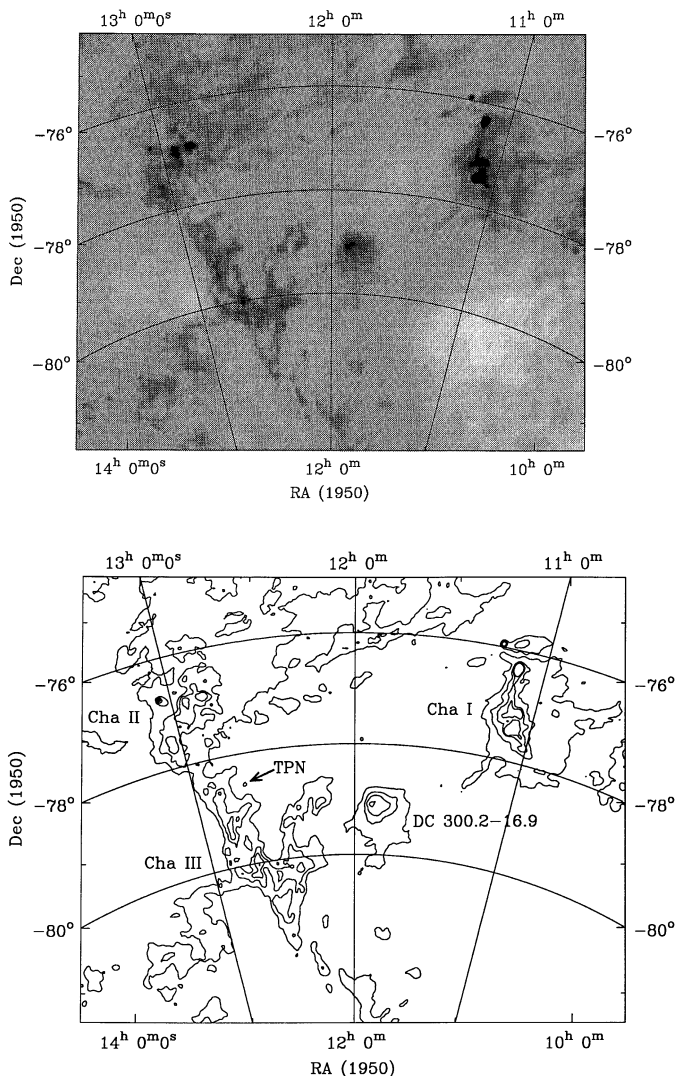 13ʰ 0ᵐ0ˢ 12ʰ 0ᵐ 11ʰ 0ᵐ
−76° −76°
−78° −78°
−80° −80°
Dec (1950)
14ʰ 0ᵐ0ˢ 12ʰ 0ᵐ 10ʰ 0ᵐ
RA (1950)
13ʰ 0ᵐ0ˢ 12ʰ 0ᵐ 11ʰ 0ᵐ
−76° −76°
Cha II
Cha I
TPN
−78° −78°
DC 300.2−16.9
Cha III
−80° −80°
Dec (1950)
14ʰ 0ᵐ0ˢ 12ʰ 0ᵐ 10ʰ 0ᵐ
RA (1950)